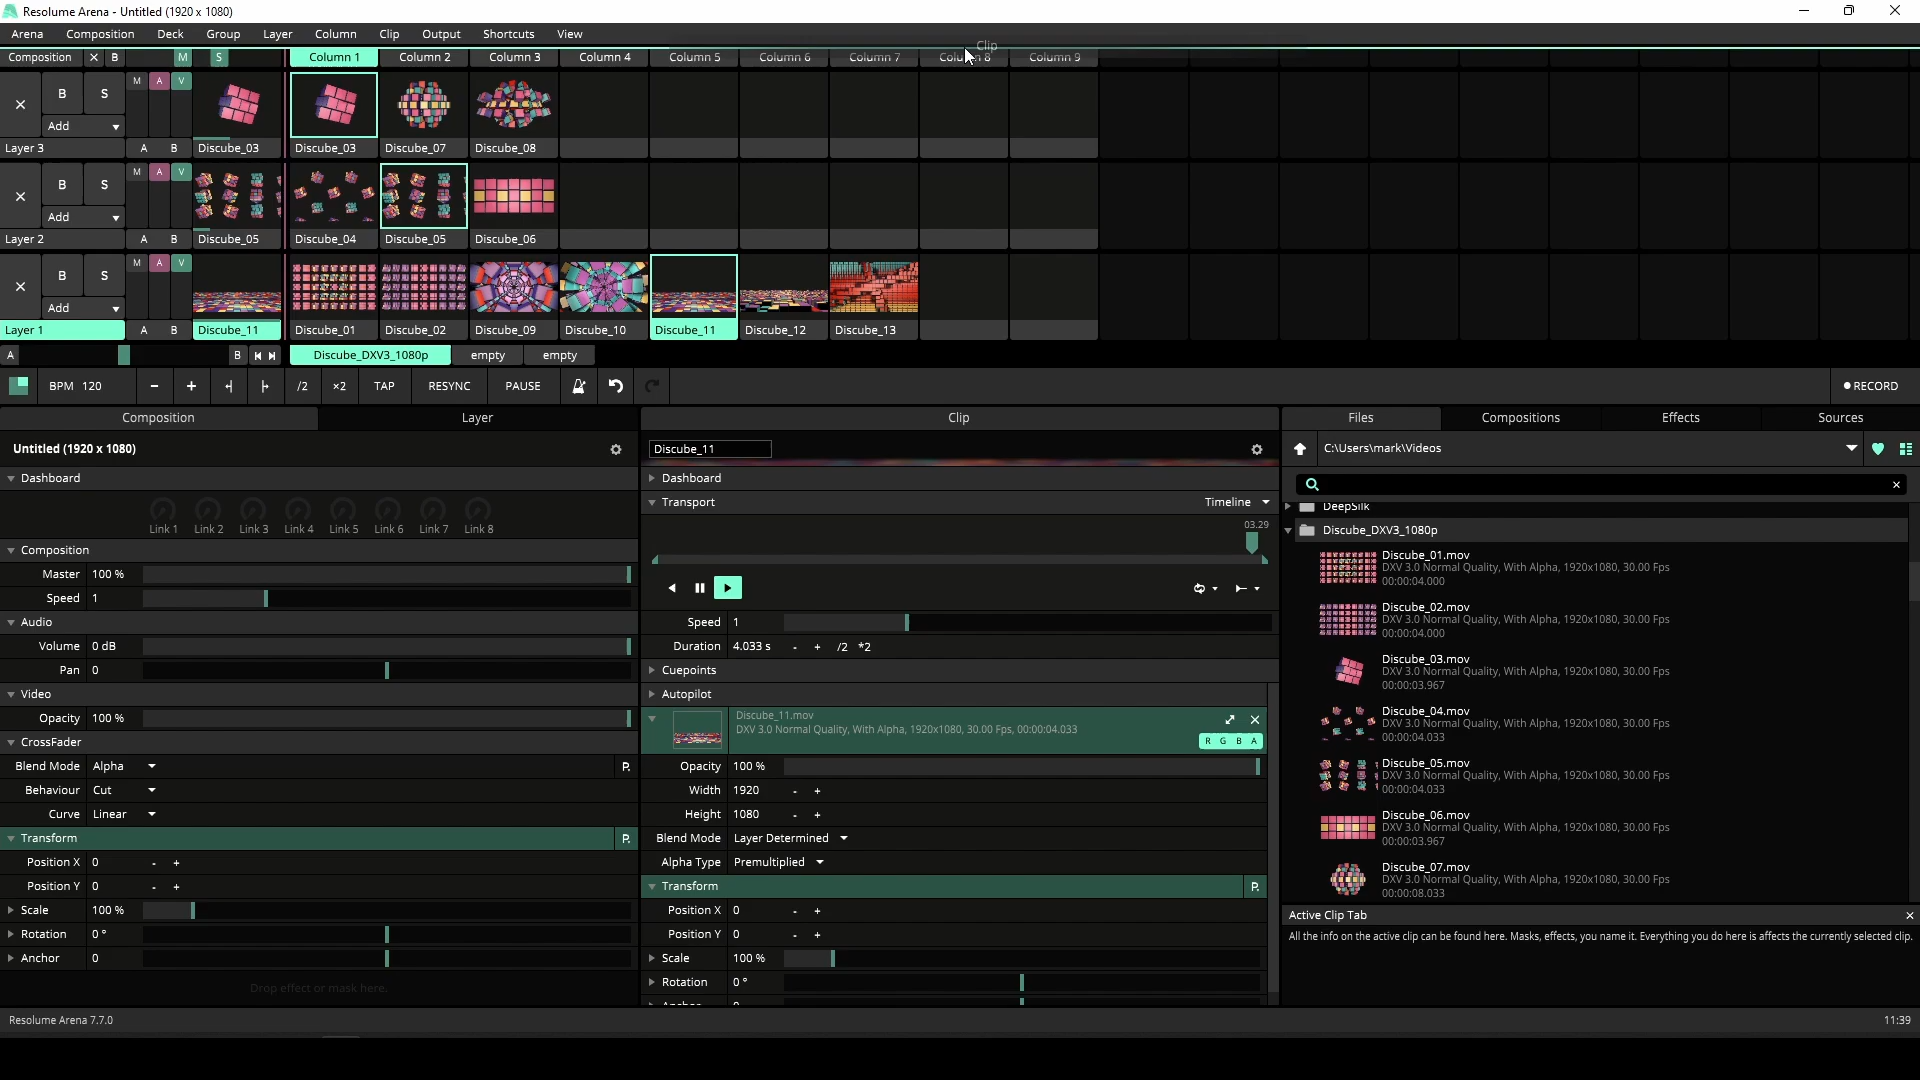 Resolume Arena - Untitled (1920 x 1080)
Arena Composition Deck Group Layer Column Clip Output Shortcuts View
Clip
Composition X B M S Column 1 Column 2 Column 3 Column 4 Column 5 Column 6 Column 7 Column 8 Column 9
B S M A V
Add
Layer 3 A B Discube_03 Discube_03 Discube_07 Discube_08
B S M A V
Add
Layer 2 A B Discube_05 Discube_04 Discube_05 Discube_06
B S M A V
Add
Layer 1 A B Discube_11 Discube_01 Discube_02 Discube_09 Discube_10 Discube_11 Discube_12 Discube_13
A B Discube_DXV3_1080p empty empty
BPM 120 - + /2 ×2 TAP RESYNC PAUSE RECORD
Composition Layer
Untitled (1920 x 1080)
Dashboard
Link 1 Link 2 Link 3 Link 4 Link 5 Link 6 Link 7 Link 8
Composition
Master 100 %
Speed 1
Audio
Volume 0 dB
Pan 0
Video
Opacity 100 %
CrossFader
Blend Mode Alpha P.
Behaviour Cut
Curve Linear
Transform P.
Position X 0 - +
Position Y 0 - +
Scale 100 %
Rotation 0 °
Anchor 0
Drop effect or mask here.
Clip
Discube_11
Dashboard
Transport Timeline
03.29
Speed 1
Duration 4.033 s - + /2 *2
Cuepoints
Autopilot
Discube_11.mov
DXV 3.0 Normal Quality, With Alpha, 1920x1080, 30.00 Fps, 00:00:04.033
R G B A
Opacity 100 %
Width 1920 - +
Height 1080 - +
Blend Mode Layer Determined
Alpha Type Premultiplied
Transform P.
Position X 0 - +
Position Y 0 - +
Scale 100 %
Rotation 0 °
Anchor 0
Files Compositions Effects Sources
C:\Users\mark\Videos
DeepSilk
Discube_DXV3_1080p
Discube_01.mov
DXV 3.0 Normal Quality, With Alpha, 1920x1080, 30.00 Fps
00:00:04.000
Discube_02.mov
DXV 3.0 Normal Quality, With Alpha, 1920x1080, 30.00 Fps
00:00:04.000
Discube_03.mov
DXV 3.0 Normal Quality, With Alpha, 1920x1080, 30.00 Fps
00:00:03.967
Discube_04.mov
DXV 3.0 Normal Quality, With Alpha, 1920x1080, 30.00 Fps
00:00:04.033
Discube_05.mov
DXV 3.0 Normal Quality, With Alpha, 1920x1080, 30.00 Fps
00:00:04.033
Discube_06.mov
DXV 3.0 Normal Quality, With Alpha, 1920x1080, 30.00 Fps
00:00:03.967
Discube_07.mov
DXV 3.0 Normal Quality, With Alpha, 1920x1080, 30.00 Fps
00:00:08.033
Active Clip Tab
All the info on the active clip can be found here. Masks, effects, you name it. Everything you do here is affects the currently selected clip.
Resolume Arena 7.7.0
11:39